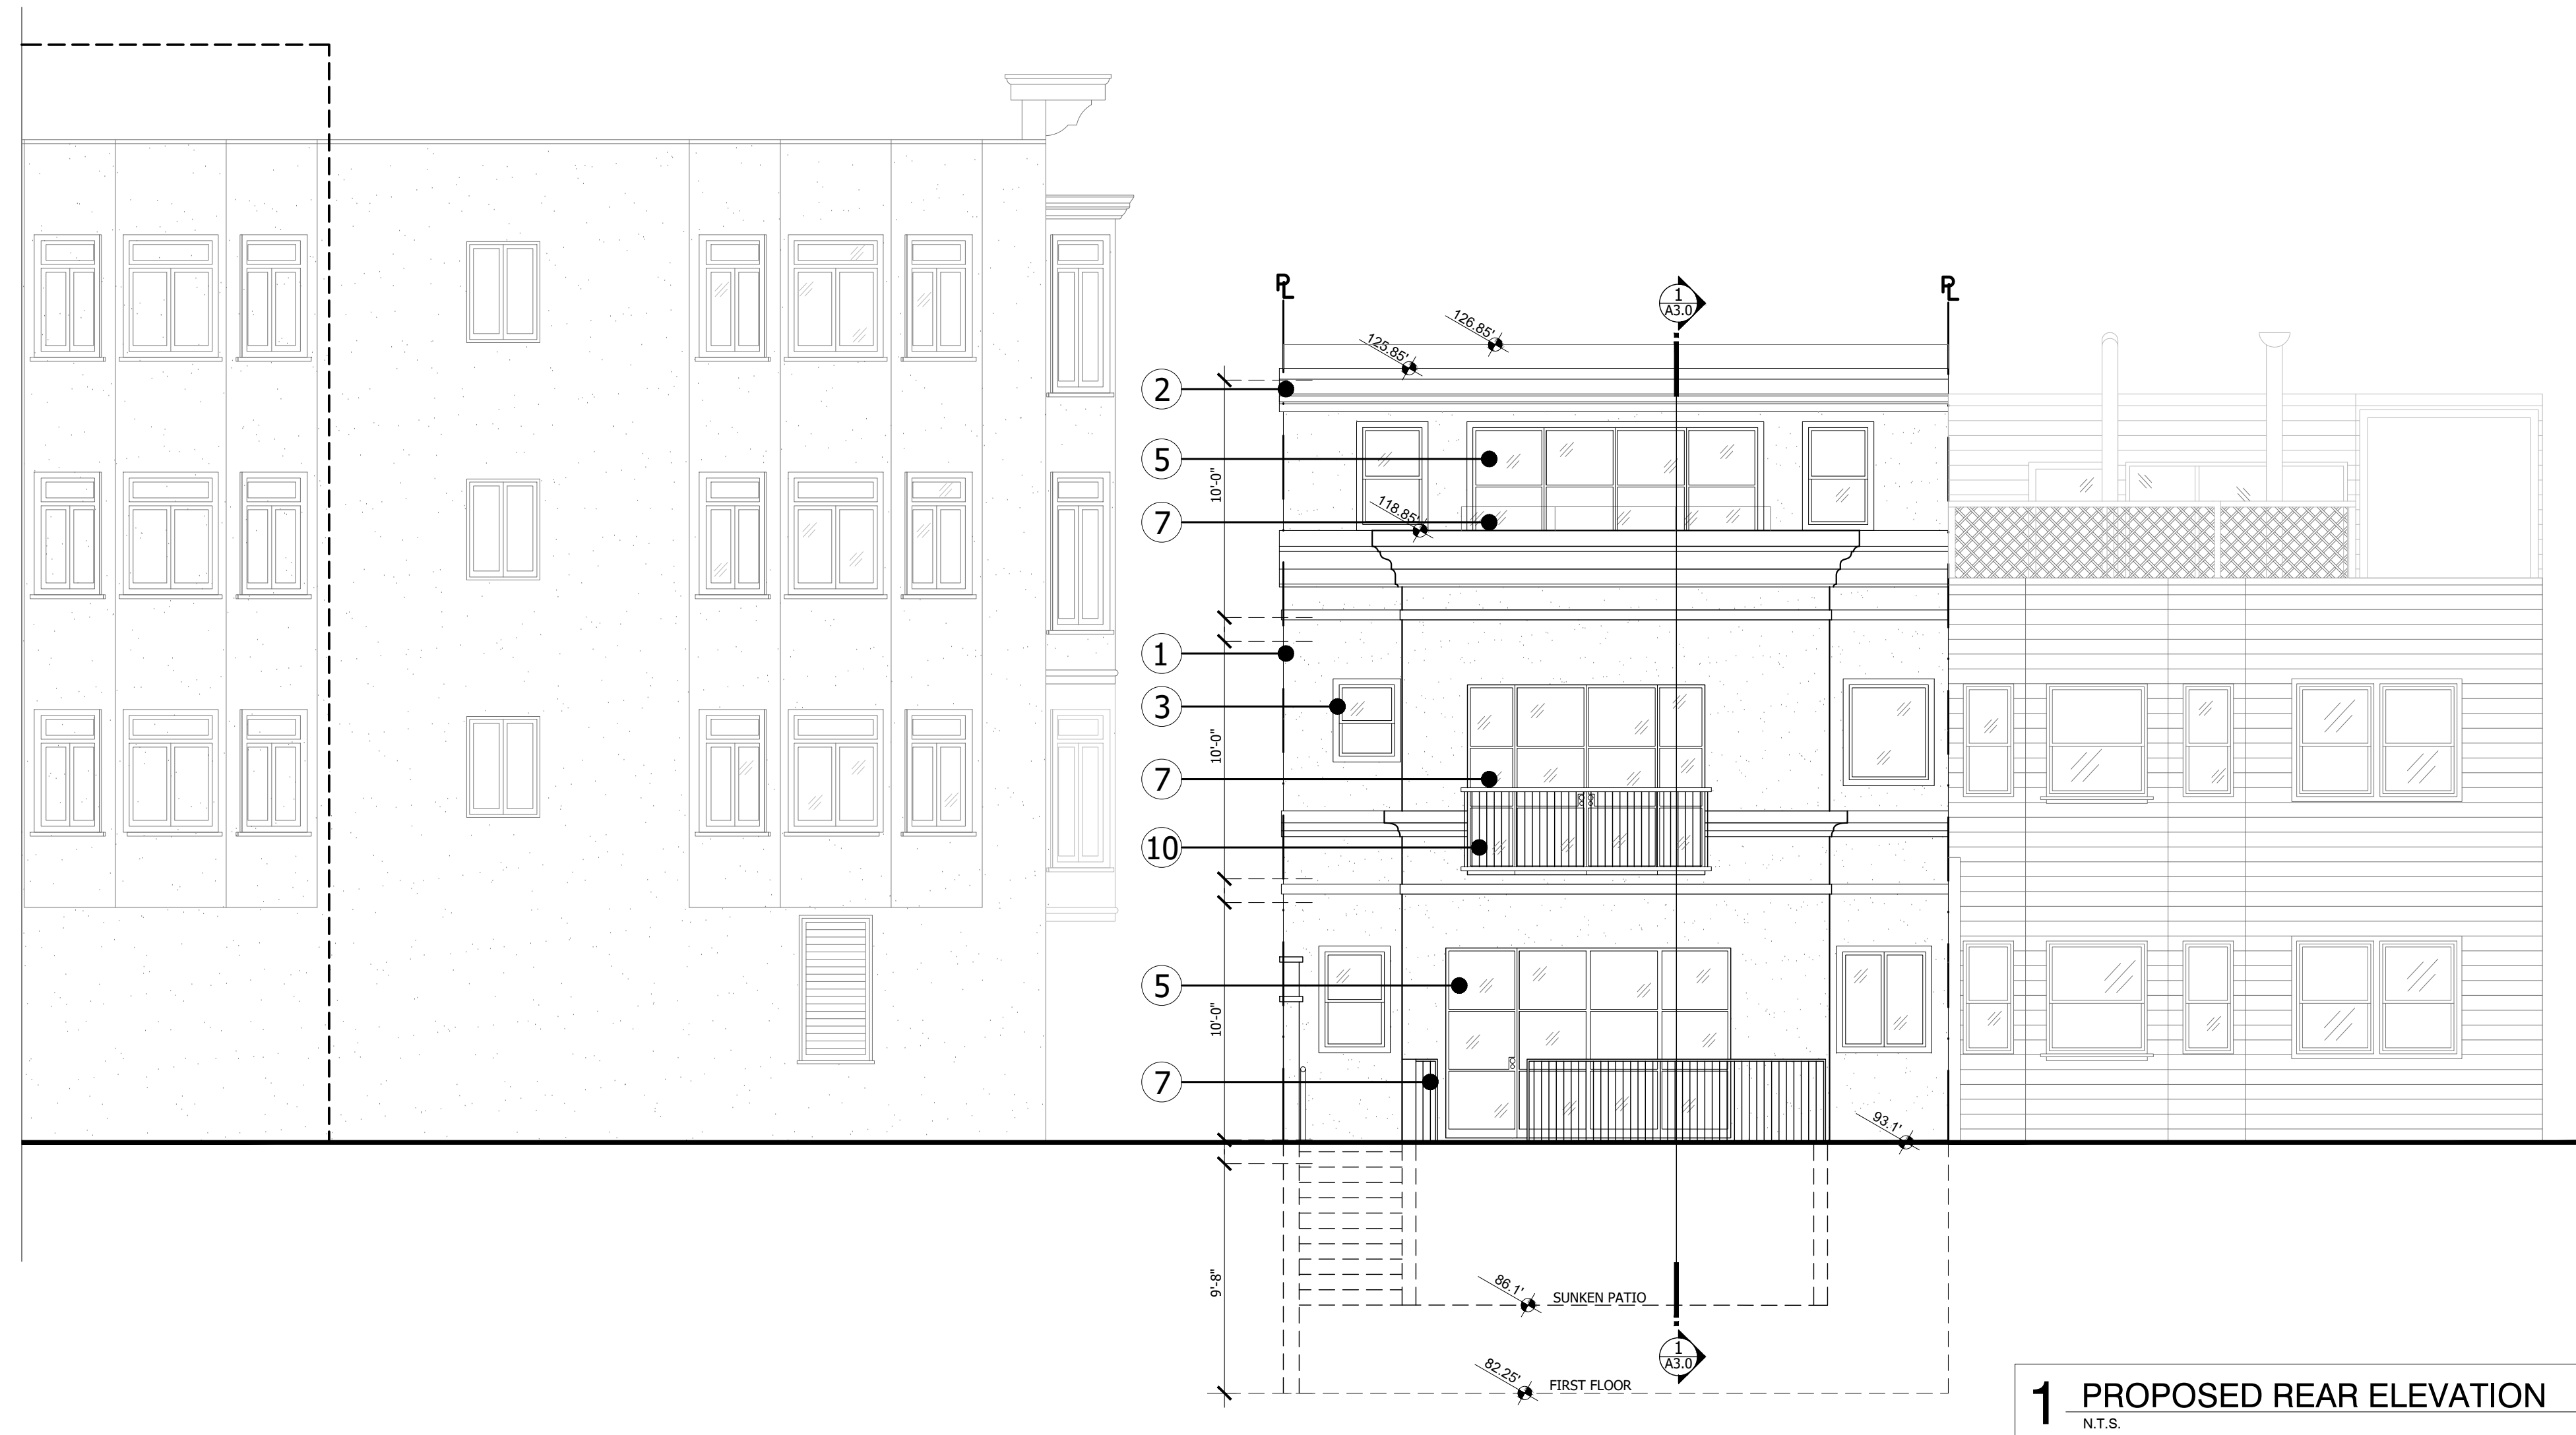 PL
PL
1
A3.0
126.85'
125.85'
2
5
10'-0"
7
118.85'
1
3
10'-0"
7
10
5
10'-0"
7
93.1'
9'-8"
86.1'
SUNKEN PATIO
1
A3.0
82.25'
FIRST FLOOR
1 PROPOSED REAR ELEVATION
N.T.S.